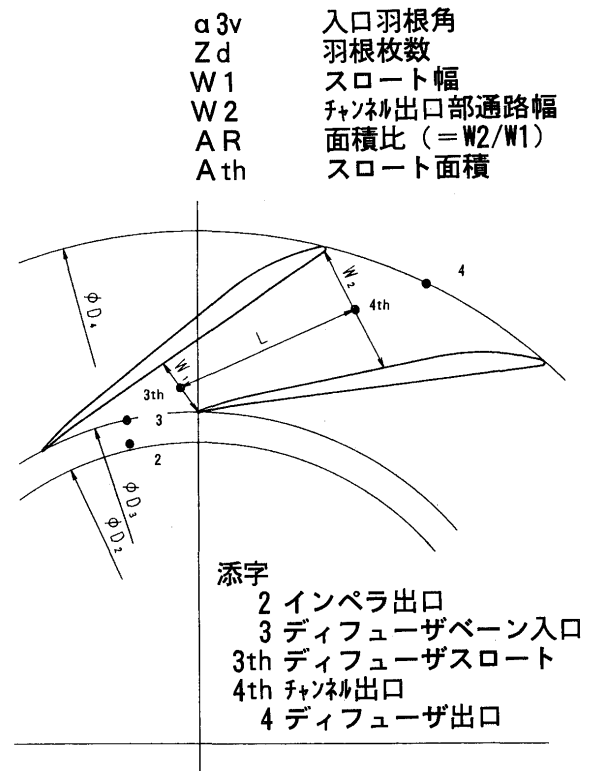 α3v 入口羽根角
Zd 羽根枚数
W1 スロート幅
W2 ﾁｬﾝﾈﾙ出口部通路幅
AR 面積比(=W2/W1)
Ath スロート面積
4
φD₄
W₂
4th
L
W₁
3th
3
2
φD₃
φD₂
添字
2 インペラ出口
3 ディフューザベーン入口
3th ディフューザスロート
4th ﾁｬﾝﾈﾙ出口
4 ディフューザ出口